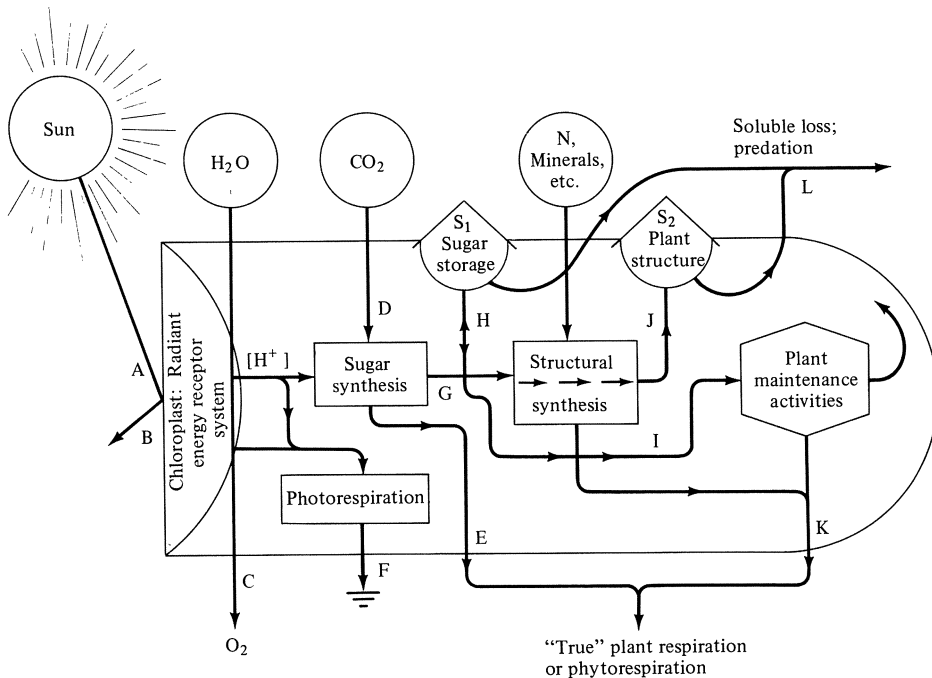 Sun
H2O
CO2
N,
Minerals,
etc.
Soluble loss;
predation
L
S1
Sugar
storage
S2
Plant
structure
D
H
J
A
B
Chloroplast: Radiant
energy receptor
system
[H+]
Sugar
synthesis
G
Structural
synthesis
Plant
maintenance
activities
I
Photorespiration
E
K
C
F
O2
“True” plant respiration
or phytorespiration